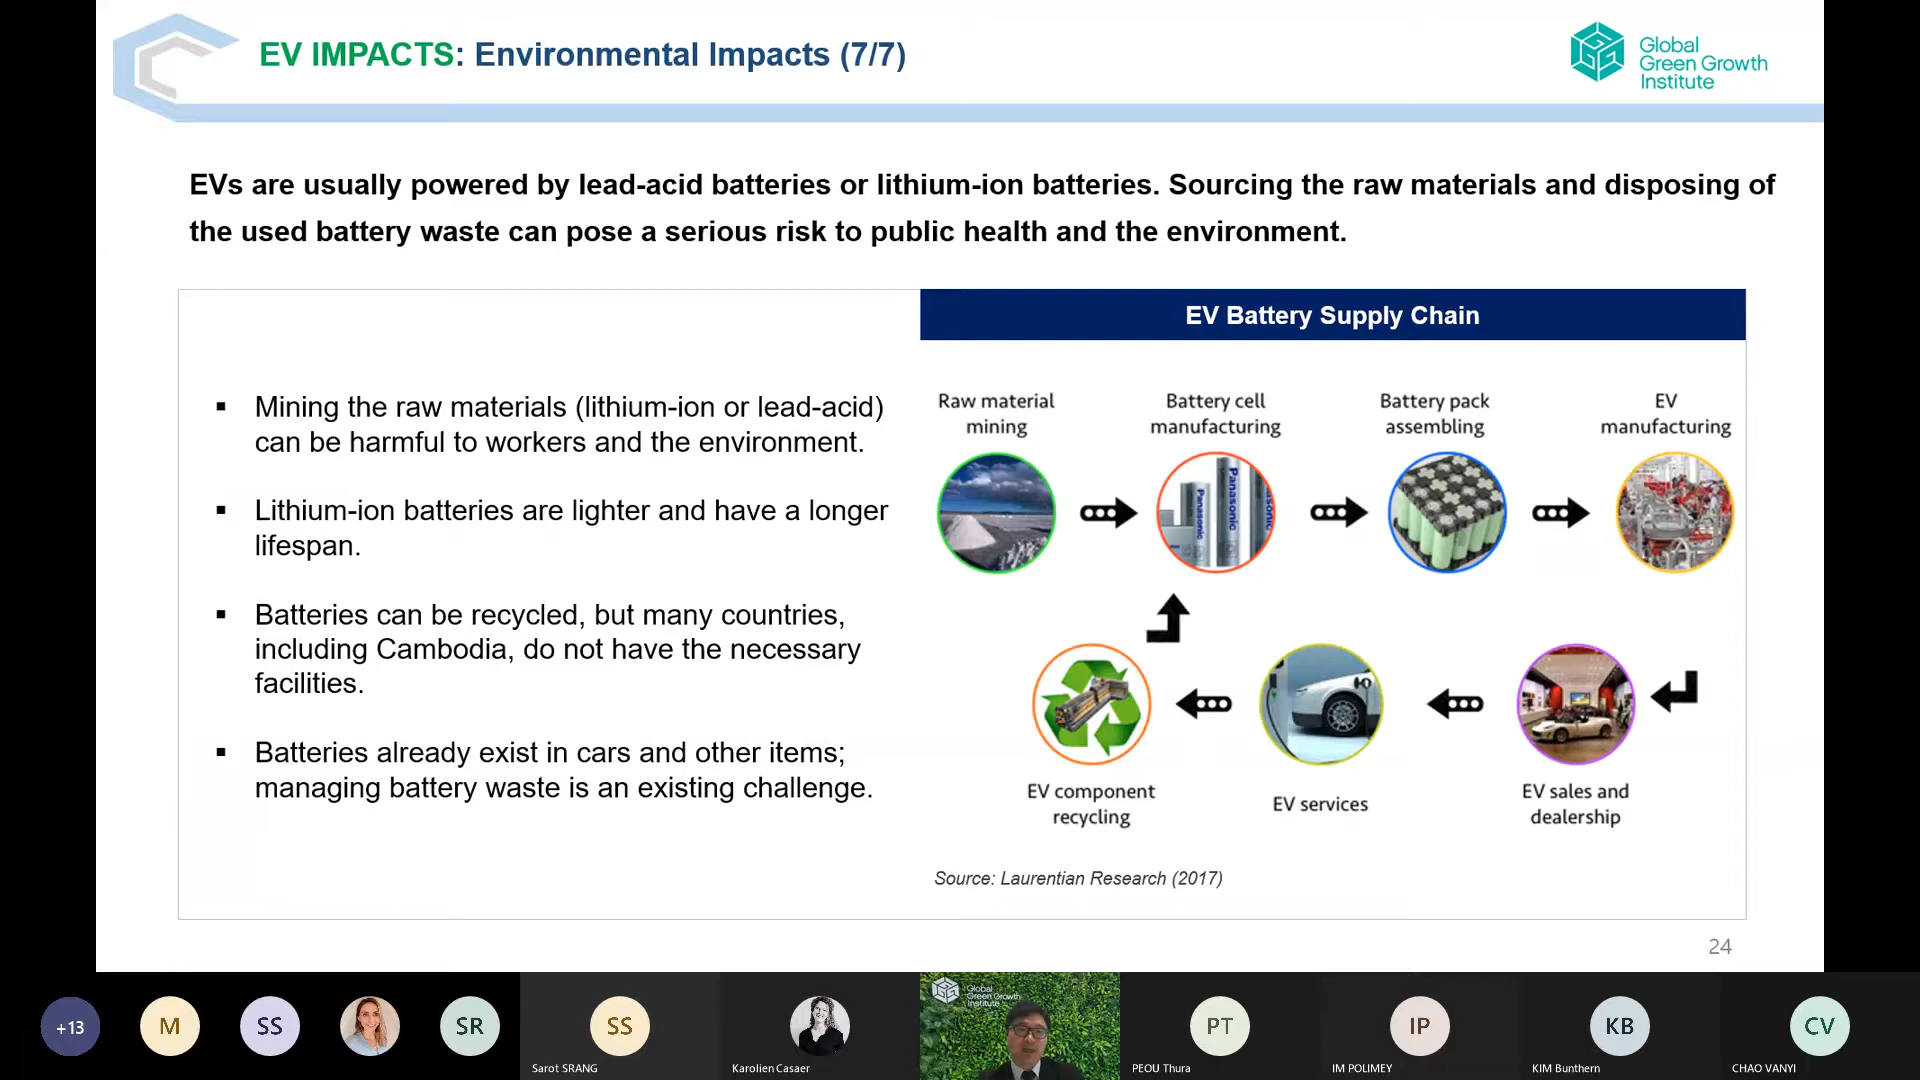 EV IMPACTS: Environmental Impacts (7/7)
Global
Green Growth
Institute
EVs are usually powered by lead-acid batteries or lithium-ion batteries. Sourcing the raw materials and disposing of
the used battery waste can pose a serious risk to public health and the environment.
▪ Mining the raw materials (lithium-ion or lead-acid)
can be harmful to workers and the environment.
▪ Lithium-ion batteries are lighter and have a longer
lifespan.
▪ Batteries can be recycled, but many countries,
including Cambodia, do not have the necessary
facilities.
▪ Batteries already exist in cars and other items;
managing battery waste is an existing challenge.
EV Battery Supply Chain
Raw material
mining
Battery cell
manufacturing
Battery pack
assembling
EV
manufacturing
Panasonic
Panasonic
asonic
EV component
recycling
EV services
EV sales and
dealership
Source: Laurentian Research (2017)
24
+13
M
SS
SR
SS
Sarot SRANG
Karolien Casaer
Global
Green Growth
Institute
PT
PEOU Thura
IP
IM POLIMEY
KB
KIM Bunthern
CV
CHAO VANYI